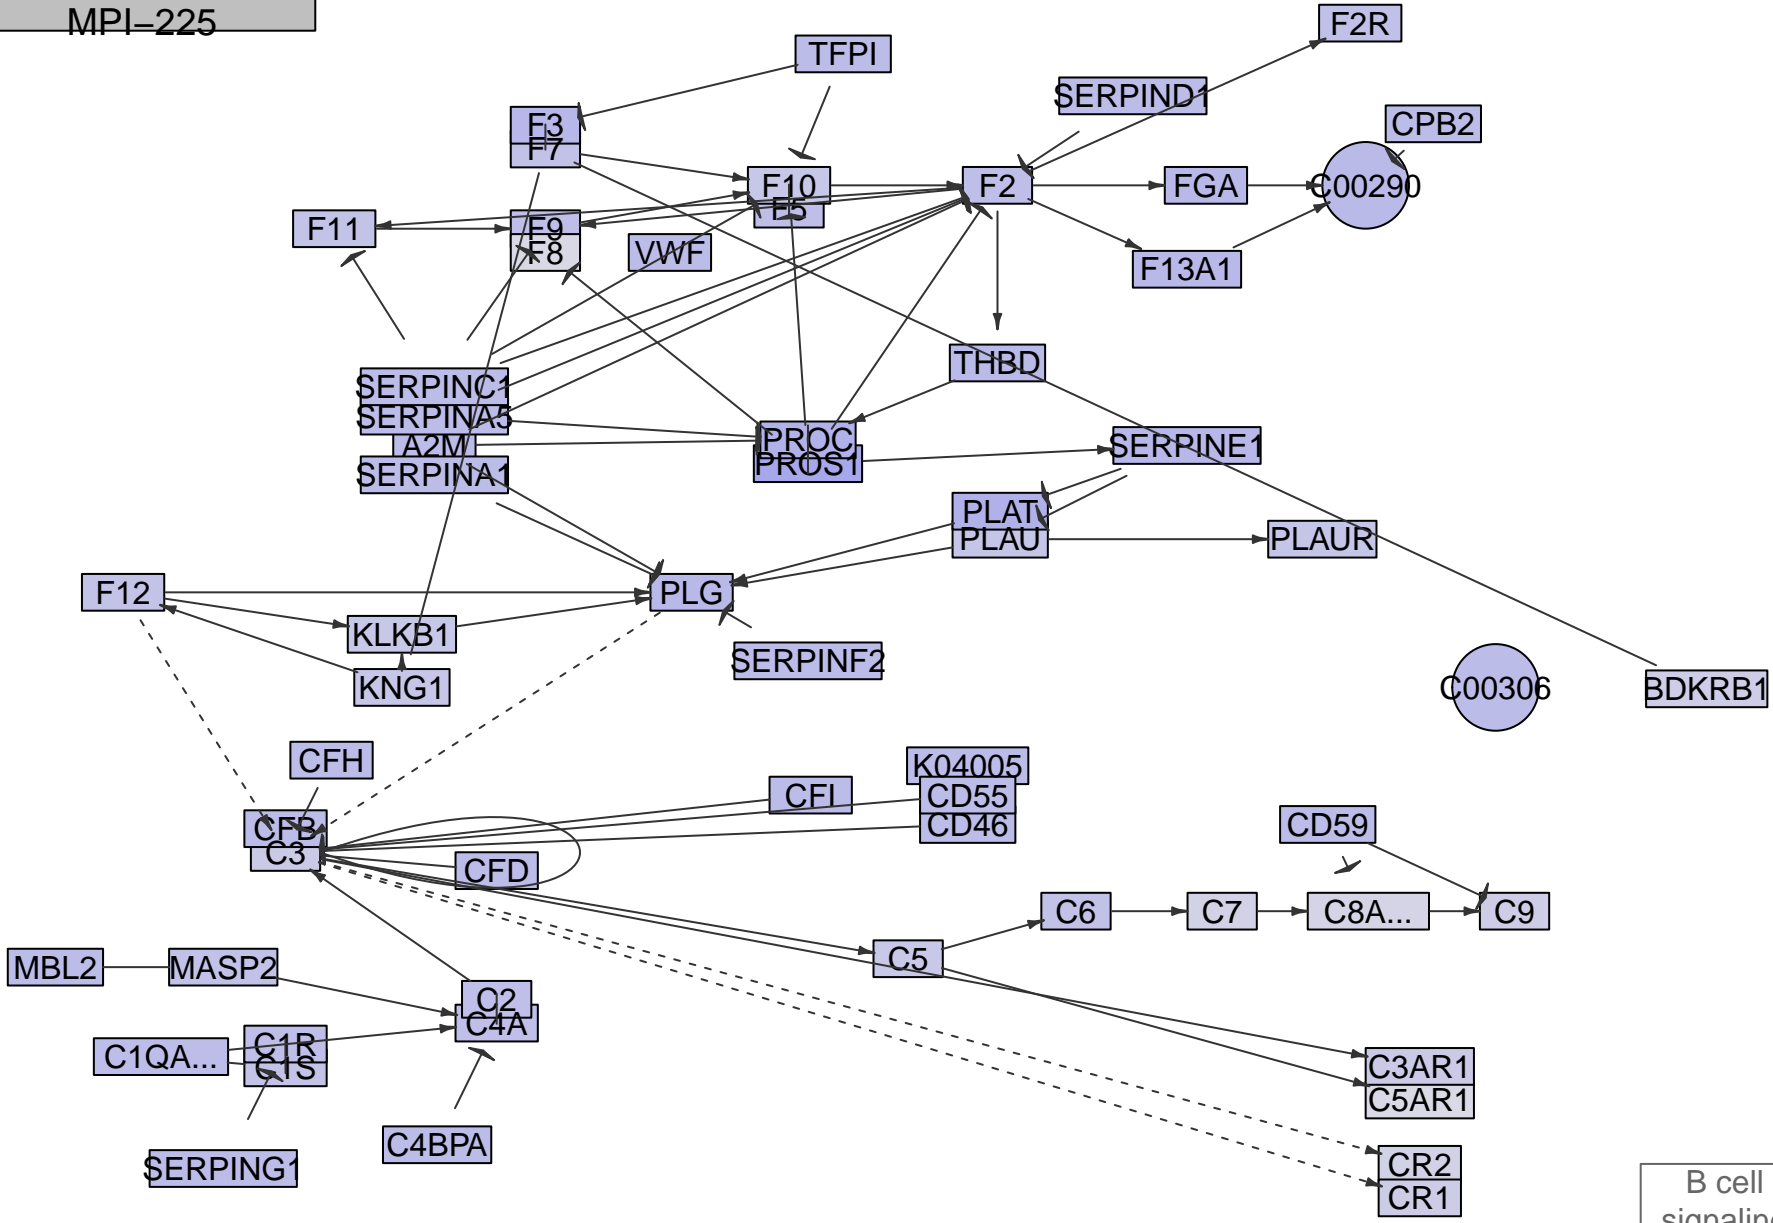 MPI–225
F2R
TFPI
SERPIND1
CPB2
F3
F7
F10
F5
F2
FGA
C00290
F11
F9
F8
VWF
F13A1
THBD
SERPINC1
SERPINA5
A2M
SERPINA1
PROC
PROS1
SERPINE1
PLAT
PLAU
PLAUR
F12
PLG
KLKB1
KNG1
SERPINF2
C00306
BDKRB1
CFH
K04005
CFI
CD55
CD46
CFB
C3
CFD
CD59
C6
C7
C8A...
C9
C5
MBL2
MASP2
C2
C4A
C1QA...
C1R
C1S
C3AR1
C5AR1
C4BPA
SERPING1
CR2
CR1
B cell
signaling